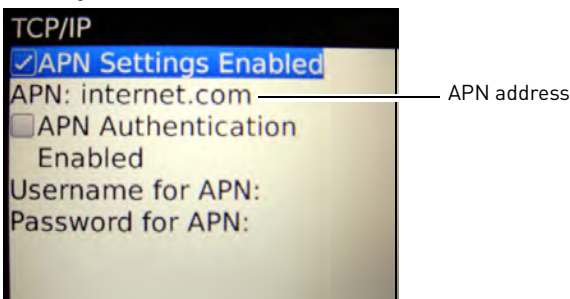 TCP/IP
APN Settings Enabled
APN: internet.com
APN address
APN Authentication
Enabled
Username for APN:
Password for APN: